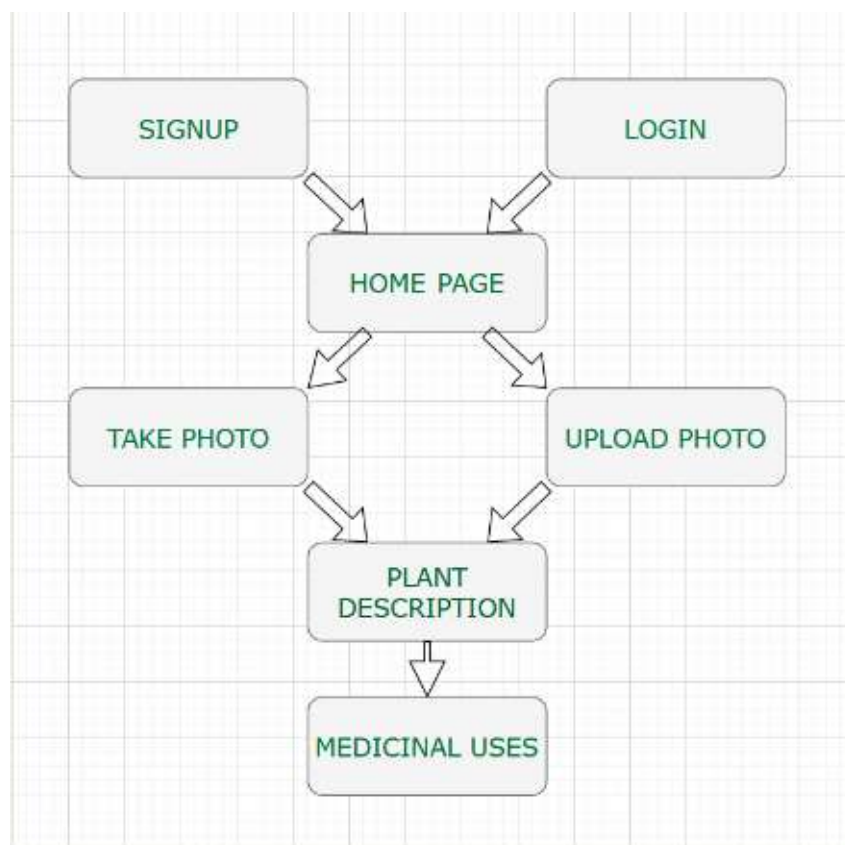 SIGNUP
LOGIN
HOME PAGE
TAKE PHOTO
UPLOAD PHOTO
PLANT
DESCRIPTION
MEDICINAL USES